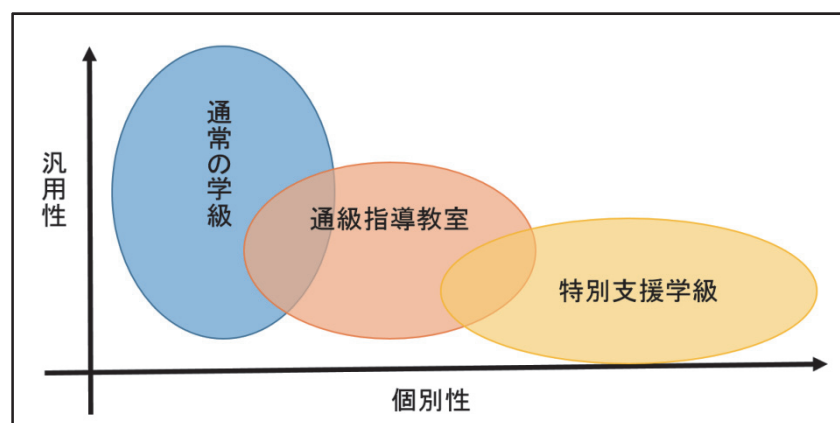 通常の学級
汎用性
通級指導教室
特別支援学級
個別性